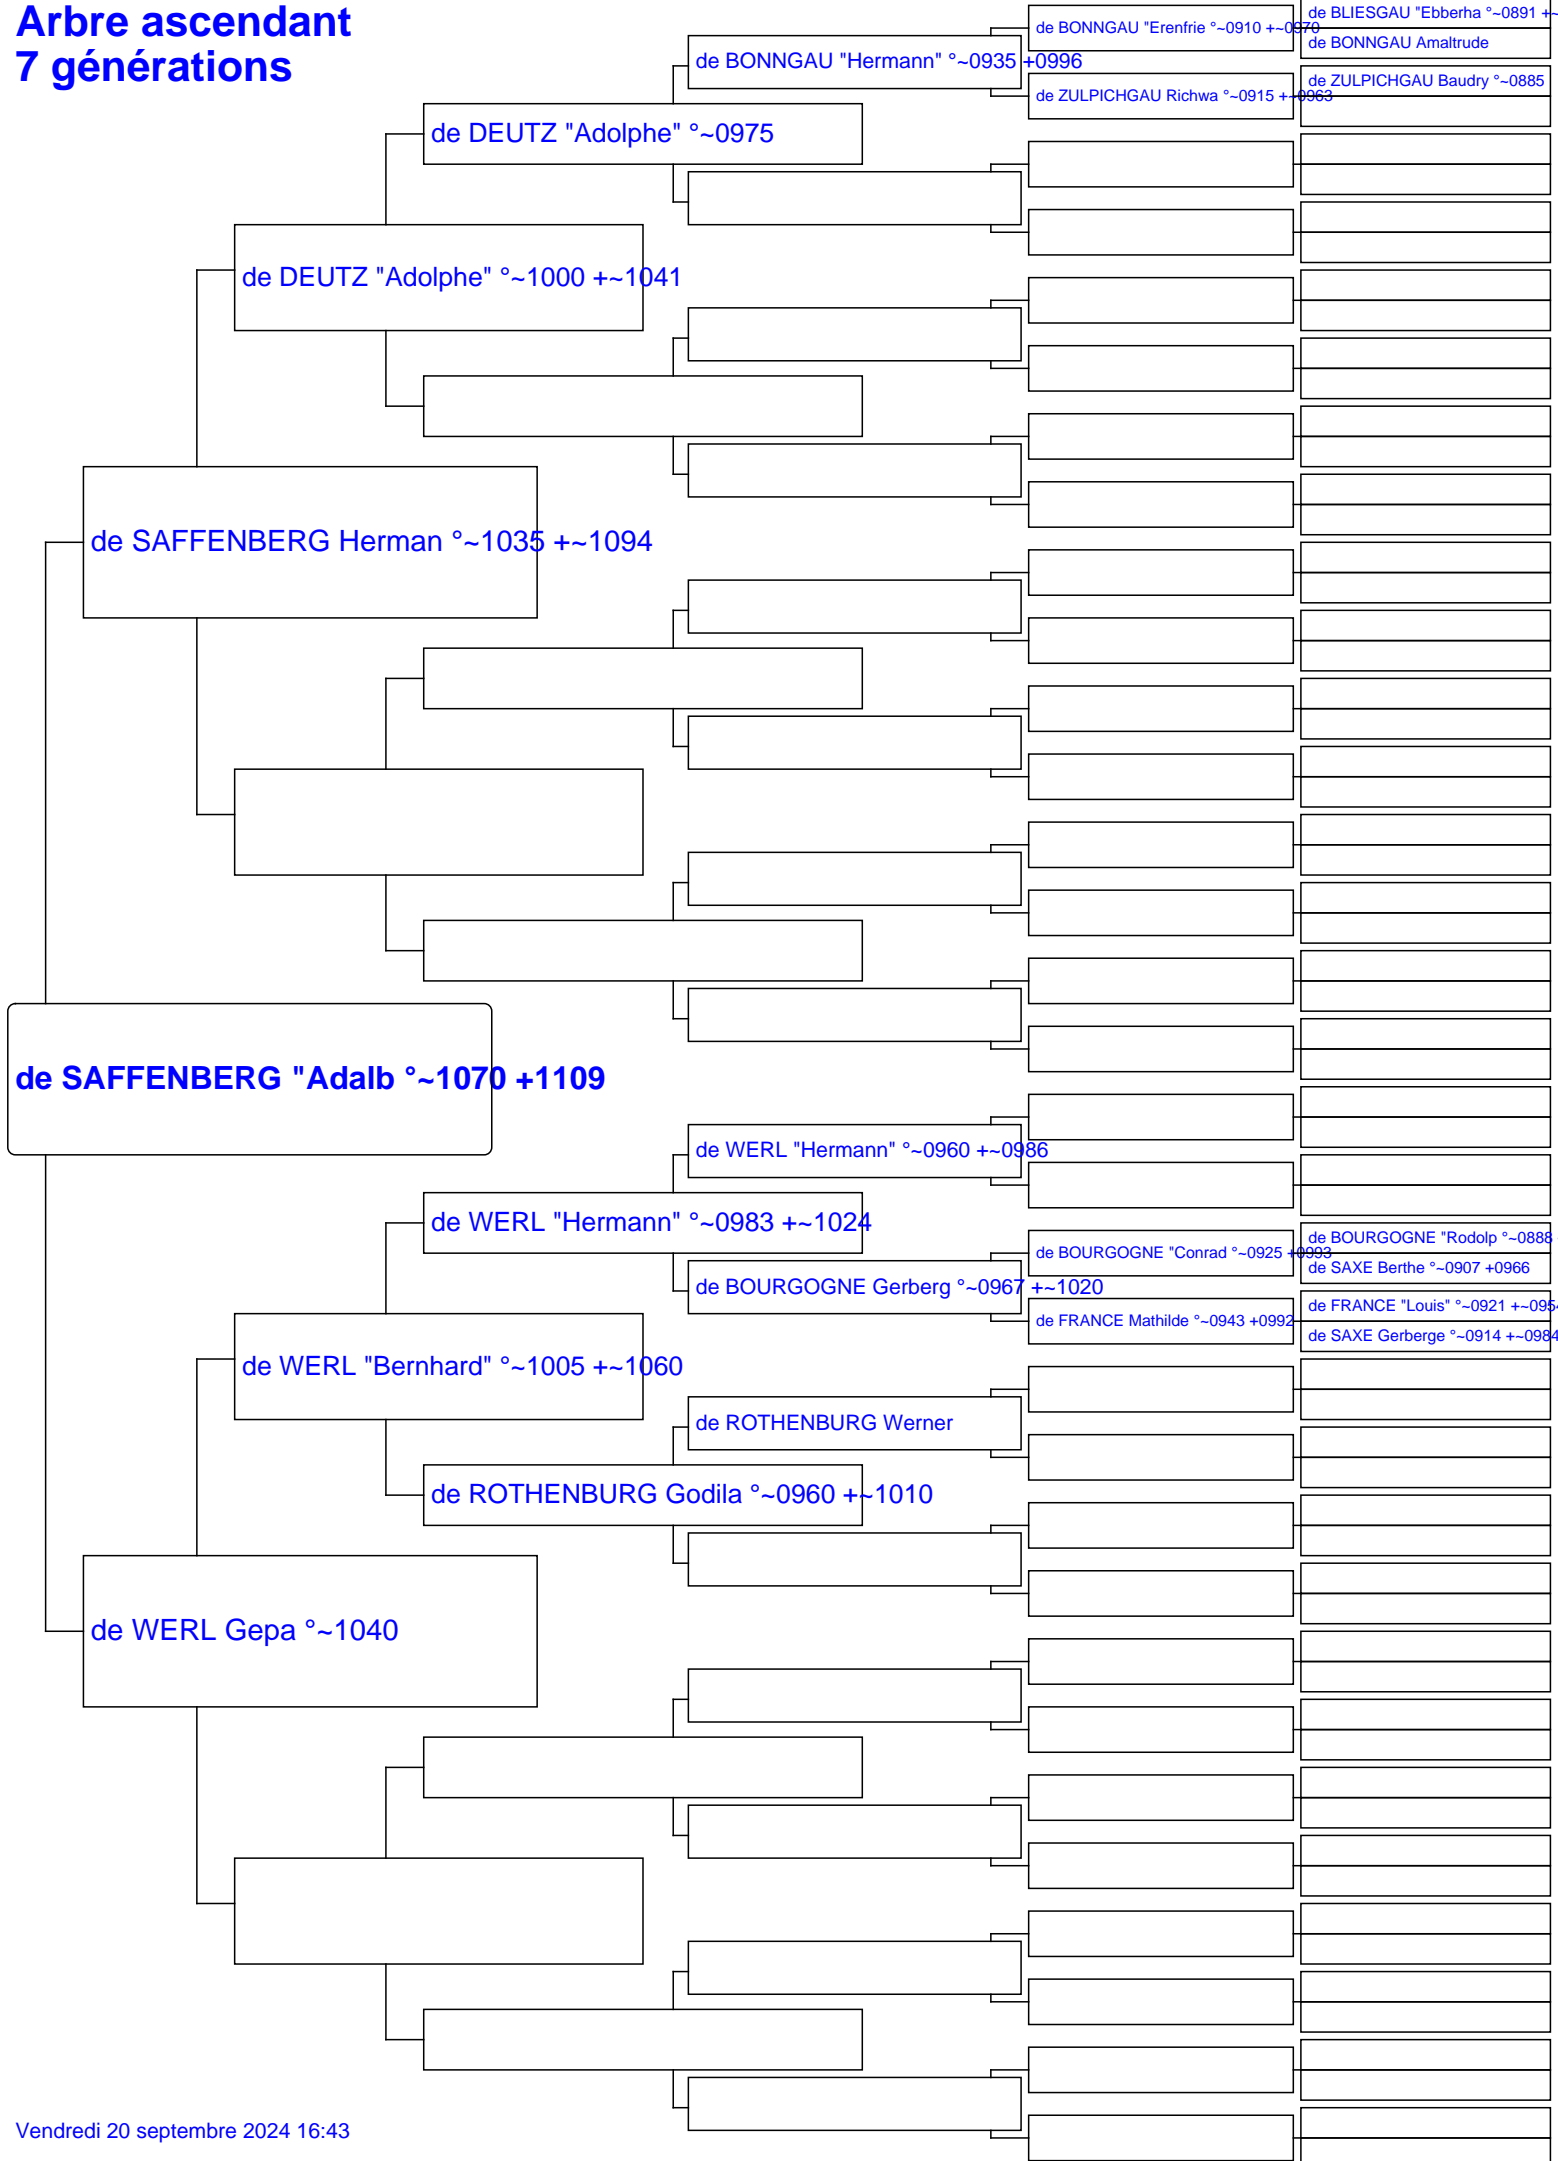 Arbre ascendant
7 générations
de BLIESGAU "Ebberha °~0891 +~
de BONNGAU "Erenfrie °~0910 +~0970
de BONNGAU Amaltrude
de BONNGAU "Hermann" °~0935 +0996
de ZULPICHGAU Baudry °~0885
de ZULPICHGAU Richwa °~0915 +~0963
de DEUTZ "Adolphe" °~0975
de DEUTZ "Adolphe" °~1000 +~1041
de SAFFENBERG Herman °~1035 +~1094
de SAFFENBERG "Adalb °~1070 +1109
de WERL "Hermann" °~0960 +~0986
de WERL "Hermann" °~0983 +~1024
de BOURGOGNE "Rodolp °~0888
de BOURGOGNE "Conrad °~0925 +0993
de SAXE Berthe °~0907 +0966
de BOURGOGNE Gerberg °~0967 +~1020
de FRANCE "Louis" °~0921 +~0954
de FRANCE Mathilde °~0943 +0992
de SAXE Gerberge °~0914 +~0984
de WERL "Bernhard" °~1005 +~1060
de ROTHENBURG Werner
de ROTHENBURG Godila °~0960 +~1010
de WERL Gepa °~1040
Vendredi 20 septembre 2024 16:43